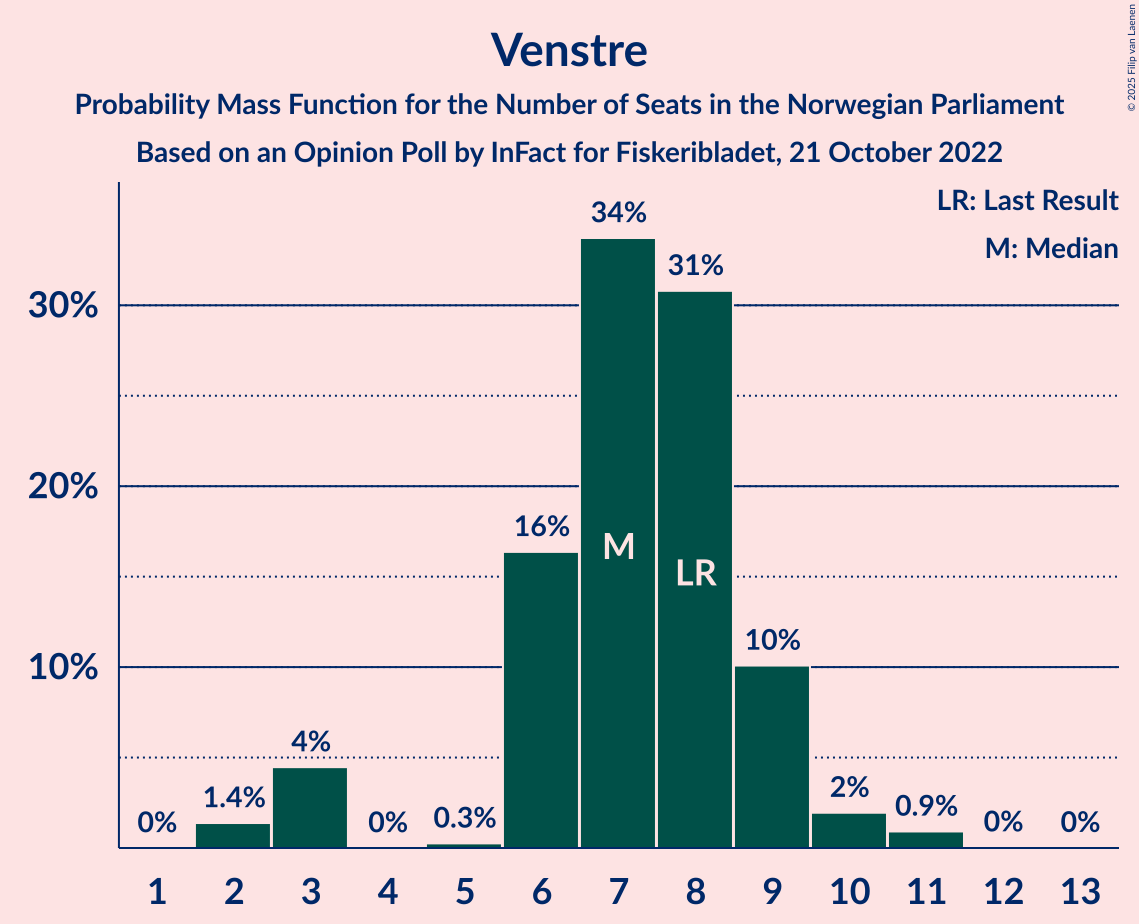 Venstre
Probability Mass Function for the Number of Seats in the Norwegian Parliament
Based on an Opinion Poll by InFact for Fiskeribladet, 21 October 2022
© 2025 Filip van Laenen
LR: Last Result
M: Median
34%
31%
30%
20%
16%
M
LR
10%
10%
4%
2%
1.4%
0.9%
0%
0%
0.3%
0%
0%
1 2 3 4 5 6 7 8 9 10 11 12 13